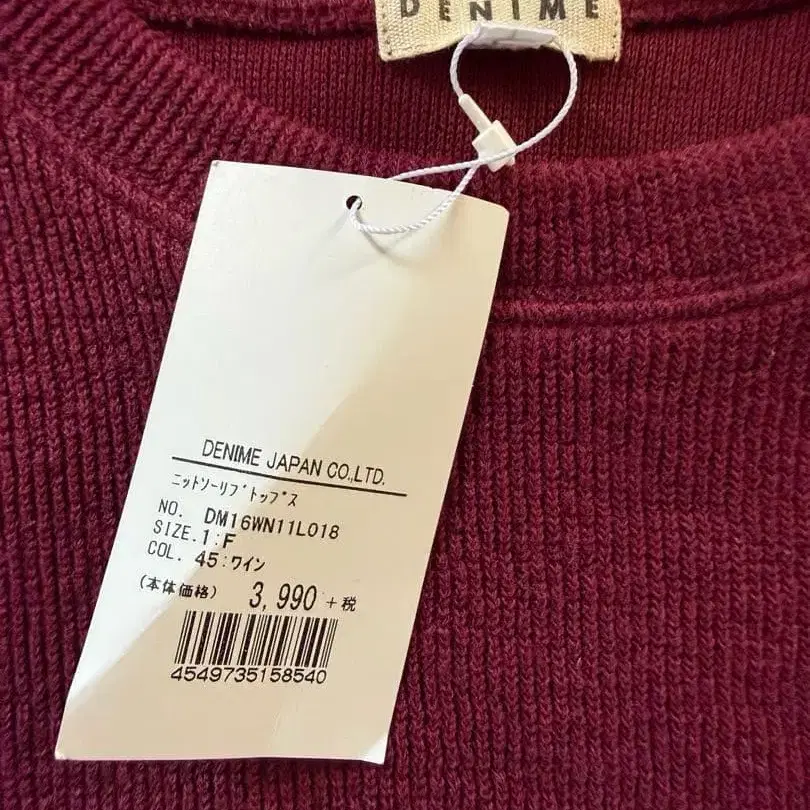 DENIME
DENIME JAPAN CO.,LTD.
ニットソーリブトップス
NO. DM16WN11L018
SIZE.1:F
COL. 45:ワイン
(本体価格) 3,990 +税
4549735158540